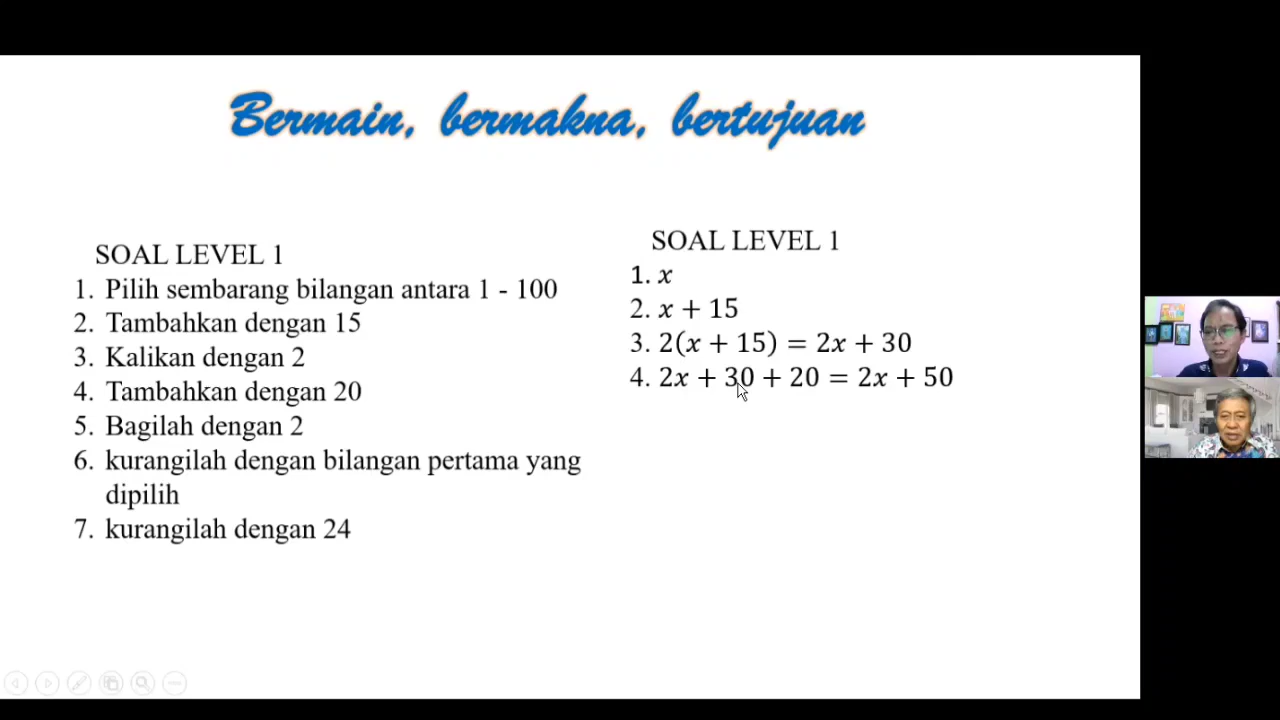 Bermain, bermakna, bertujuan
SOAL LEVEL 1
1. Pilih sembarang bilangan antara 1 - 100
2. Tambahkan dengan 15
3. Kalikan dengan 2
4. Tambahkan dengan 20
5. Bagilah dengan 2
6. kurangilah dengan bilangan pertama yang
dipilih
7. kurangilah dengan 24
SOAL LEVEL 1
1. x
2. x + 15
3. 2(x + 15) = 2x + 30
4. 2x + 30 + 20 = 2x + 50